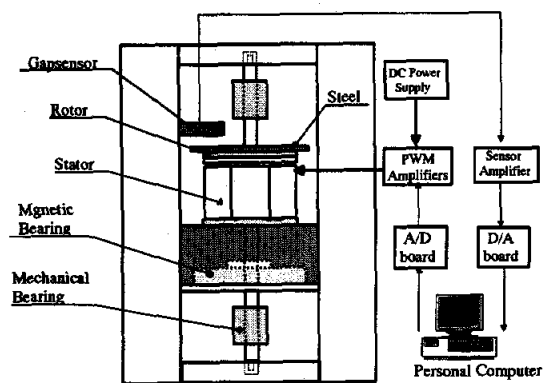 Gapsensor
Rotor
Stator
Mgnetic
Bearing
Mechanical
Bearing
Steel
DC Power
Supply
PWM
Amplifiers
Sensor
Amplifier
A/D
board
D/A
board
Personal Computer